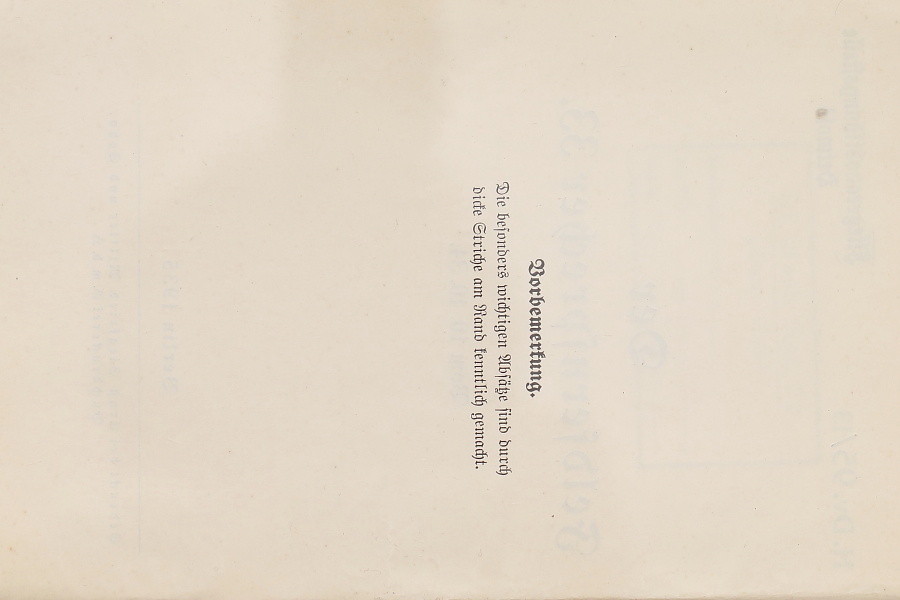 Vorbemerkung.
Die besonders wichtigen Absätze sind durch
dicke Striche am Rand kenntlich gemacht.